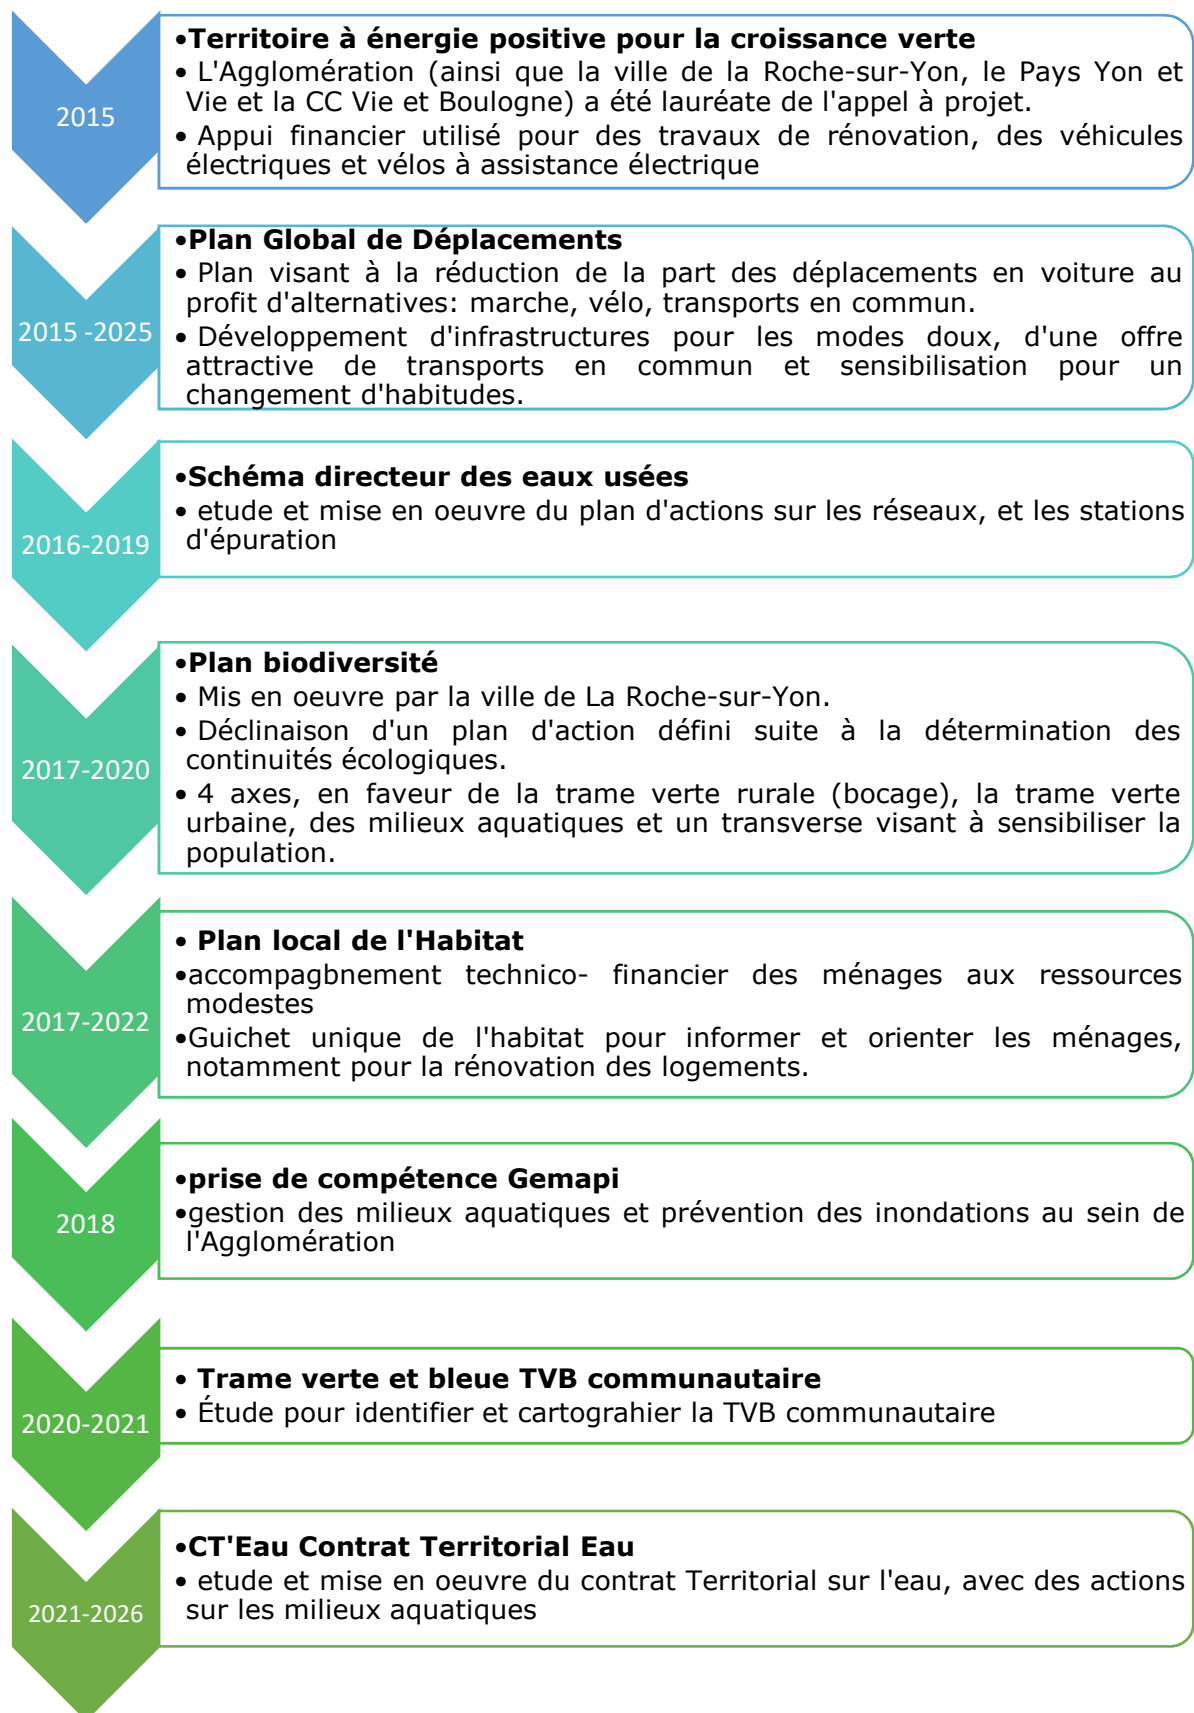 2015
•Territoire à énergie positive pour la croissance verte
• L'Agglomération (ainsi que la ville de la Roche-sur-Yon, le Pays Yon et
Vie et la CC Vie et Boulogne) a été lauréate de l'appel à projet.
• Appui financier utilisé pour des travaux de rénovation, des véhicules
électriques et vélos à assistance électrique
2015 -2025
•Plan Global de Déplacements
• Plan visant à la réduction de la part des déplacements en voiture au
profit d'alternatives: marche, vélo, transports en commun.
• Développement d'infrastructures pour les modes doux, d'une offre
attractive de transports en commun et sensibilisation pour un
changement d'habitudes.
2016-2019
•Schéma directeur des eaux usées
• etude et mise en oeuvre du plan d'actions sur les réseaux, et les stations
d'épuration
2017-2020
•Plan biodiversité
• Mis en oeuvre par la ville de La Roche-sur-Yon.
• Déclinaison d'un plan d'action défini suite à la détermination des
continuités écologiques.
• 4 axes, en faveur de la trame verte rurale (bocage), la trame verte
urbaine, des milieux aquatiques et un transverse visant à sensibiliser la
population.
2017-2022
• Plan local de l'Habitat
•accompagbnement technico- financier des ménages aux ressources
modestes
•Guichet unique de l'habitat pour informer et orienter les ménages,
notamment pour la rénovation des logements.
2018
•prise de compétence Gemapi
•gestion des milieux aquatiques et prévention des inondations au sein de
l'Agglomération
2020-2021
• Trame verte et bleue TVB communautaire
• Étude pour identifier et cartograhier la TVB communautaire
2021-2026
•CT'Eau Contrat Territorial Eau
• etude et mise en oeuvre du contrat Territorial sur l'eau, avec des actions
sur les milieux aquatiques